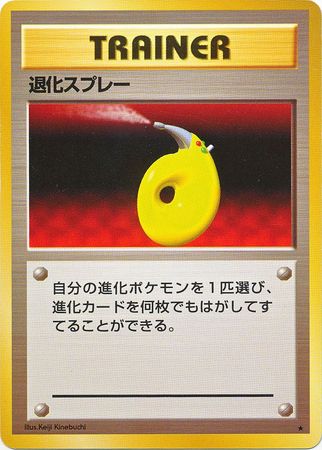 TRAINER
退化スプレー
自分の進化ポケモンを1匹選び、
進化カードを何枚でもはがしてす
てることができる。
Illus.Keiji Kinebuchi
★